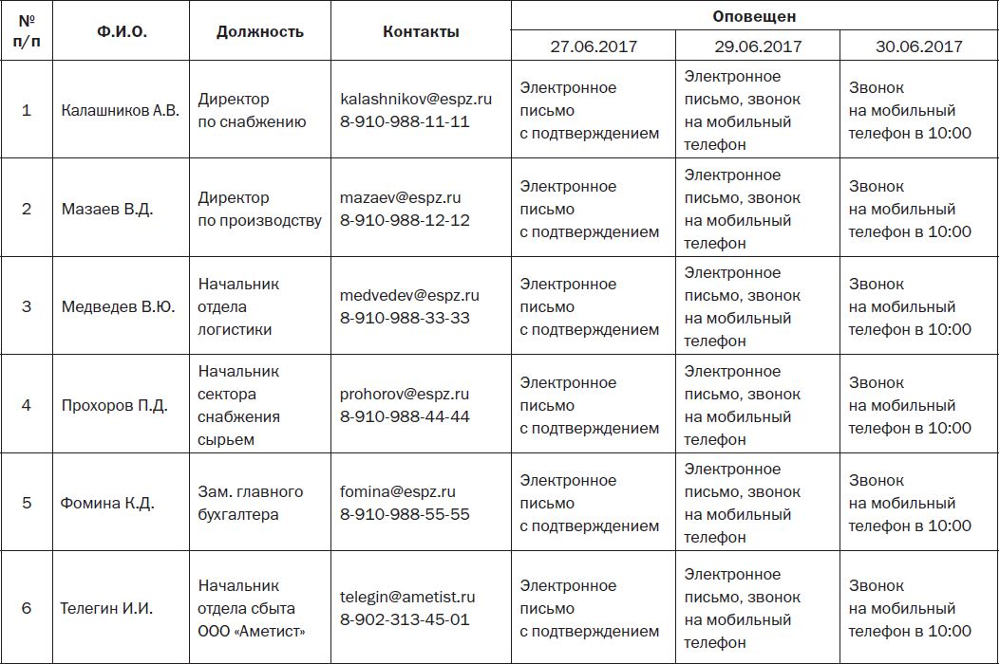 №
п/п
Ф.И.О.
Должность
Контакты
Оповещен
27.06.2017
29.06.2017
30.06.2017
1
Калашников А.В.
Директор
по снабжению
kalashnikov@espz.ru
8-910-988-11-11
Электронное
письмо
с подтверждением
Электронное
письмо, звонок
на мобильный
телефон
Звонок
на мобильный
телефон в 10:00
2
Мазаев В.Д.
Директор
по производству
mazaev@espz.ru
8-910-988-12-12
Электронное
письмо
с подтверждением
Электронное
письмо, звонок
на мобильный
телефон
Звонок
на мобильный
телефон в 10:00
3
Медведев В.Ю.
Начальник
отдела
логистики
medvedev@espz.ru
8-910-988-33-33
Электронное
письмо
с подтверждением
Электронное
письмо, звонок
на мобильный
телефон
Звонок
на мобильный
телефон в 10:00
4
Прохоров П.Д.
Начальник
сектора
снабжения
сырьем
prohorov@espz.ru
8-910-988-44-44
Электронное
письмо
с подтверждением
Электронное
письмо, звонок
на мобильный
телефон
Звонок
на мобильный
телефон в 10:00
5
Фомина К.Д.
Зам. главного
бухгалтера
fomina@espz.ru
8-910-988-55-55
Электронное
письмо
с подтверждением
Электронное
письмо, звонок
на мобильный
телефон
Звонок
на мобильный
телефон в 10:00
6
Телегин И.И.
Начальник
отдела сбыта
ООО «Аметист»
telegin@ametist.ru
8-902-313-45-01
Электронное
письмо
с подтверждением
Электронное
письмо, звонок
на мобильный
телефон
Звонок
на мобильный
телефон в 10:00